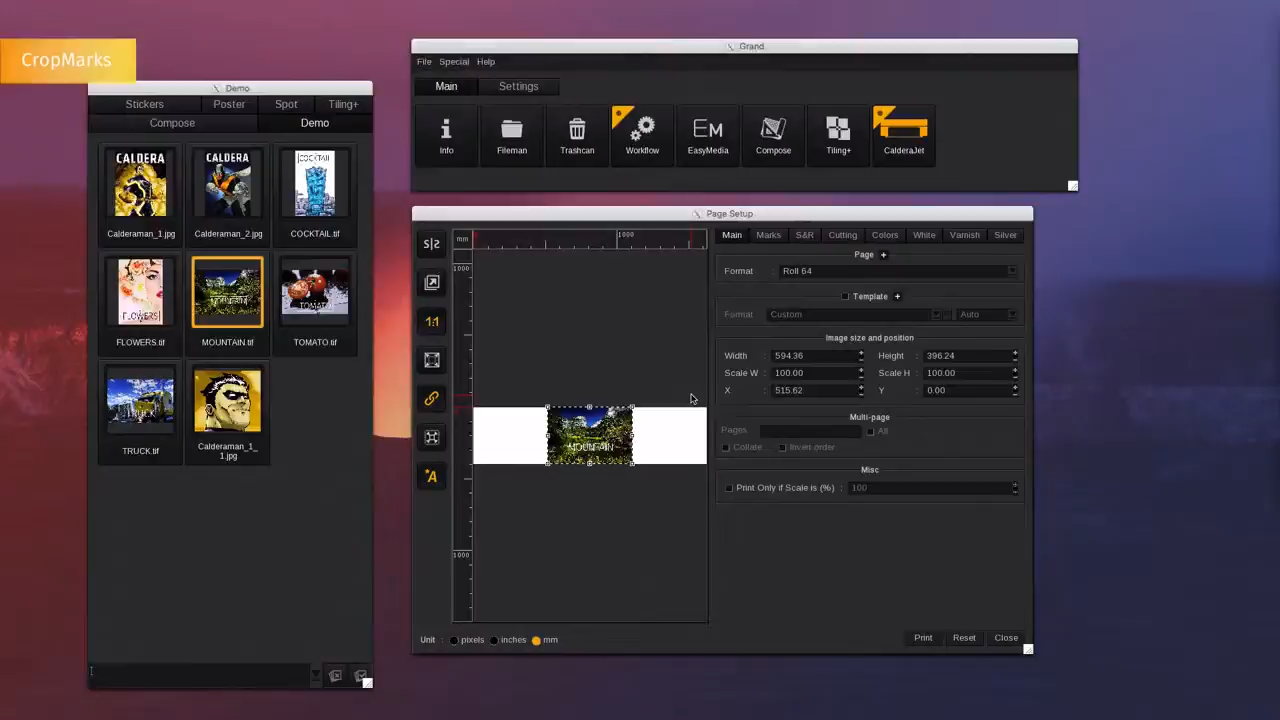 CropMarks
Demo
Stickers
Poster
Spot
Tiling+
Compose
Demo
CALDERA
CALDERA
COCKTAIL
Calderaman_1.jpg
Calderaman_2.jpg
COCKTAIL.tif
FLOWERS
MOUNTAIN
TOMATO
FLOWERS.tif
MOUNTAIN.tif
TOMATO.tif
TRUCK
TRUCK.tif
Calderaman_1_
1.jpg
Grand
File
Special
Help
Main
Settings
Info
Fileman
Trashcan
Workflow
EM
EasyMedia
Compose
Tiling+
CalderaJet
Page Setup
S|S
1:1
*A
mm
1000
1000
1000
MOUNTAIN
Main
Marks
S&R
Cutting
Colors
White
Varnish
Silver
Page +
Format : Roll 64
Template +
Format : Custom Auto
Image size and position
Width : 594.36 Height : 396.24
Scale W : 100.00 Scale H : 100.00
X : 515.62 Y : 0.00
Multi-page
Pages : All
Collate Invert order
Misc
Print Only if Scale is (%) : 100
Unit : pixels inches mm
Print
Reset
Close